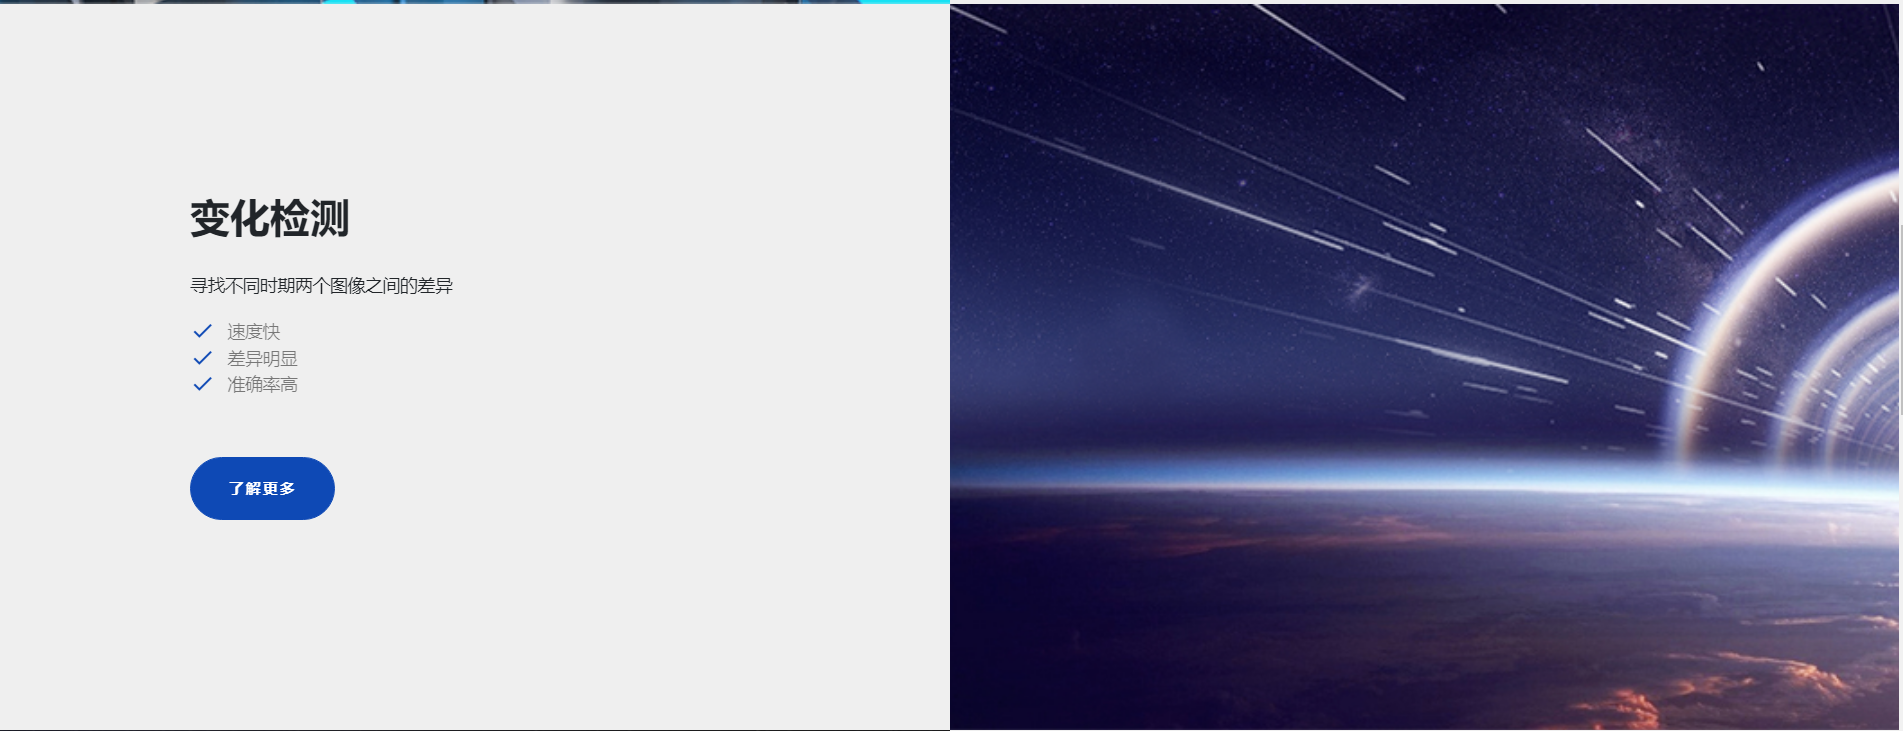 变化检测
寻找不同时期两个图像之间的差异
速度快
差异明显
准确率高
了解更多